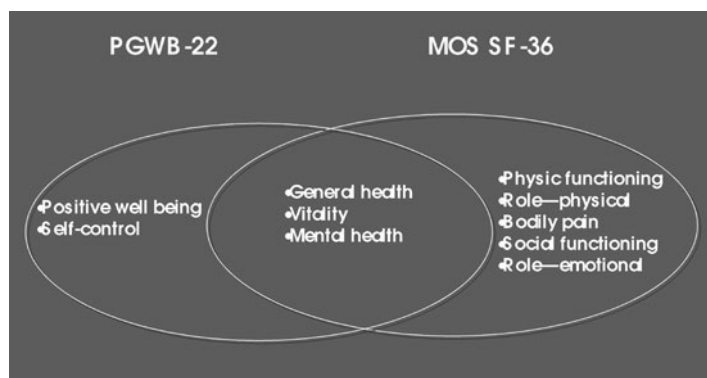 PGWB-22
MOS SF-36
•Positive well being
•Self-control
•General health
•Vitality
•Mental health
•Physic functioning
•Role—physical
•Bodily pain
•Social functioning
•Role—emotional